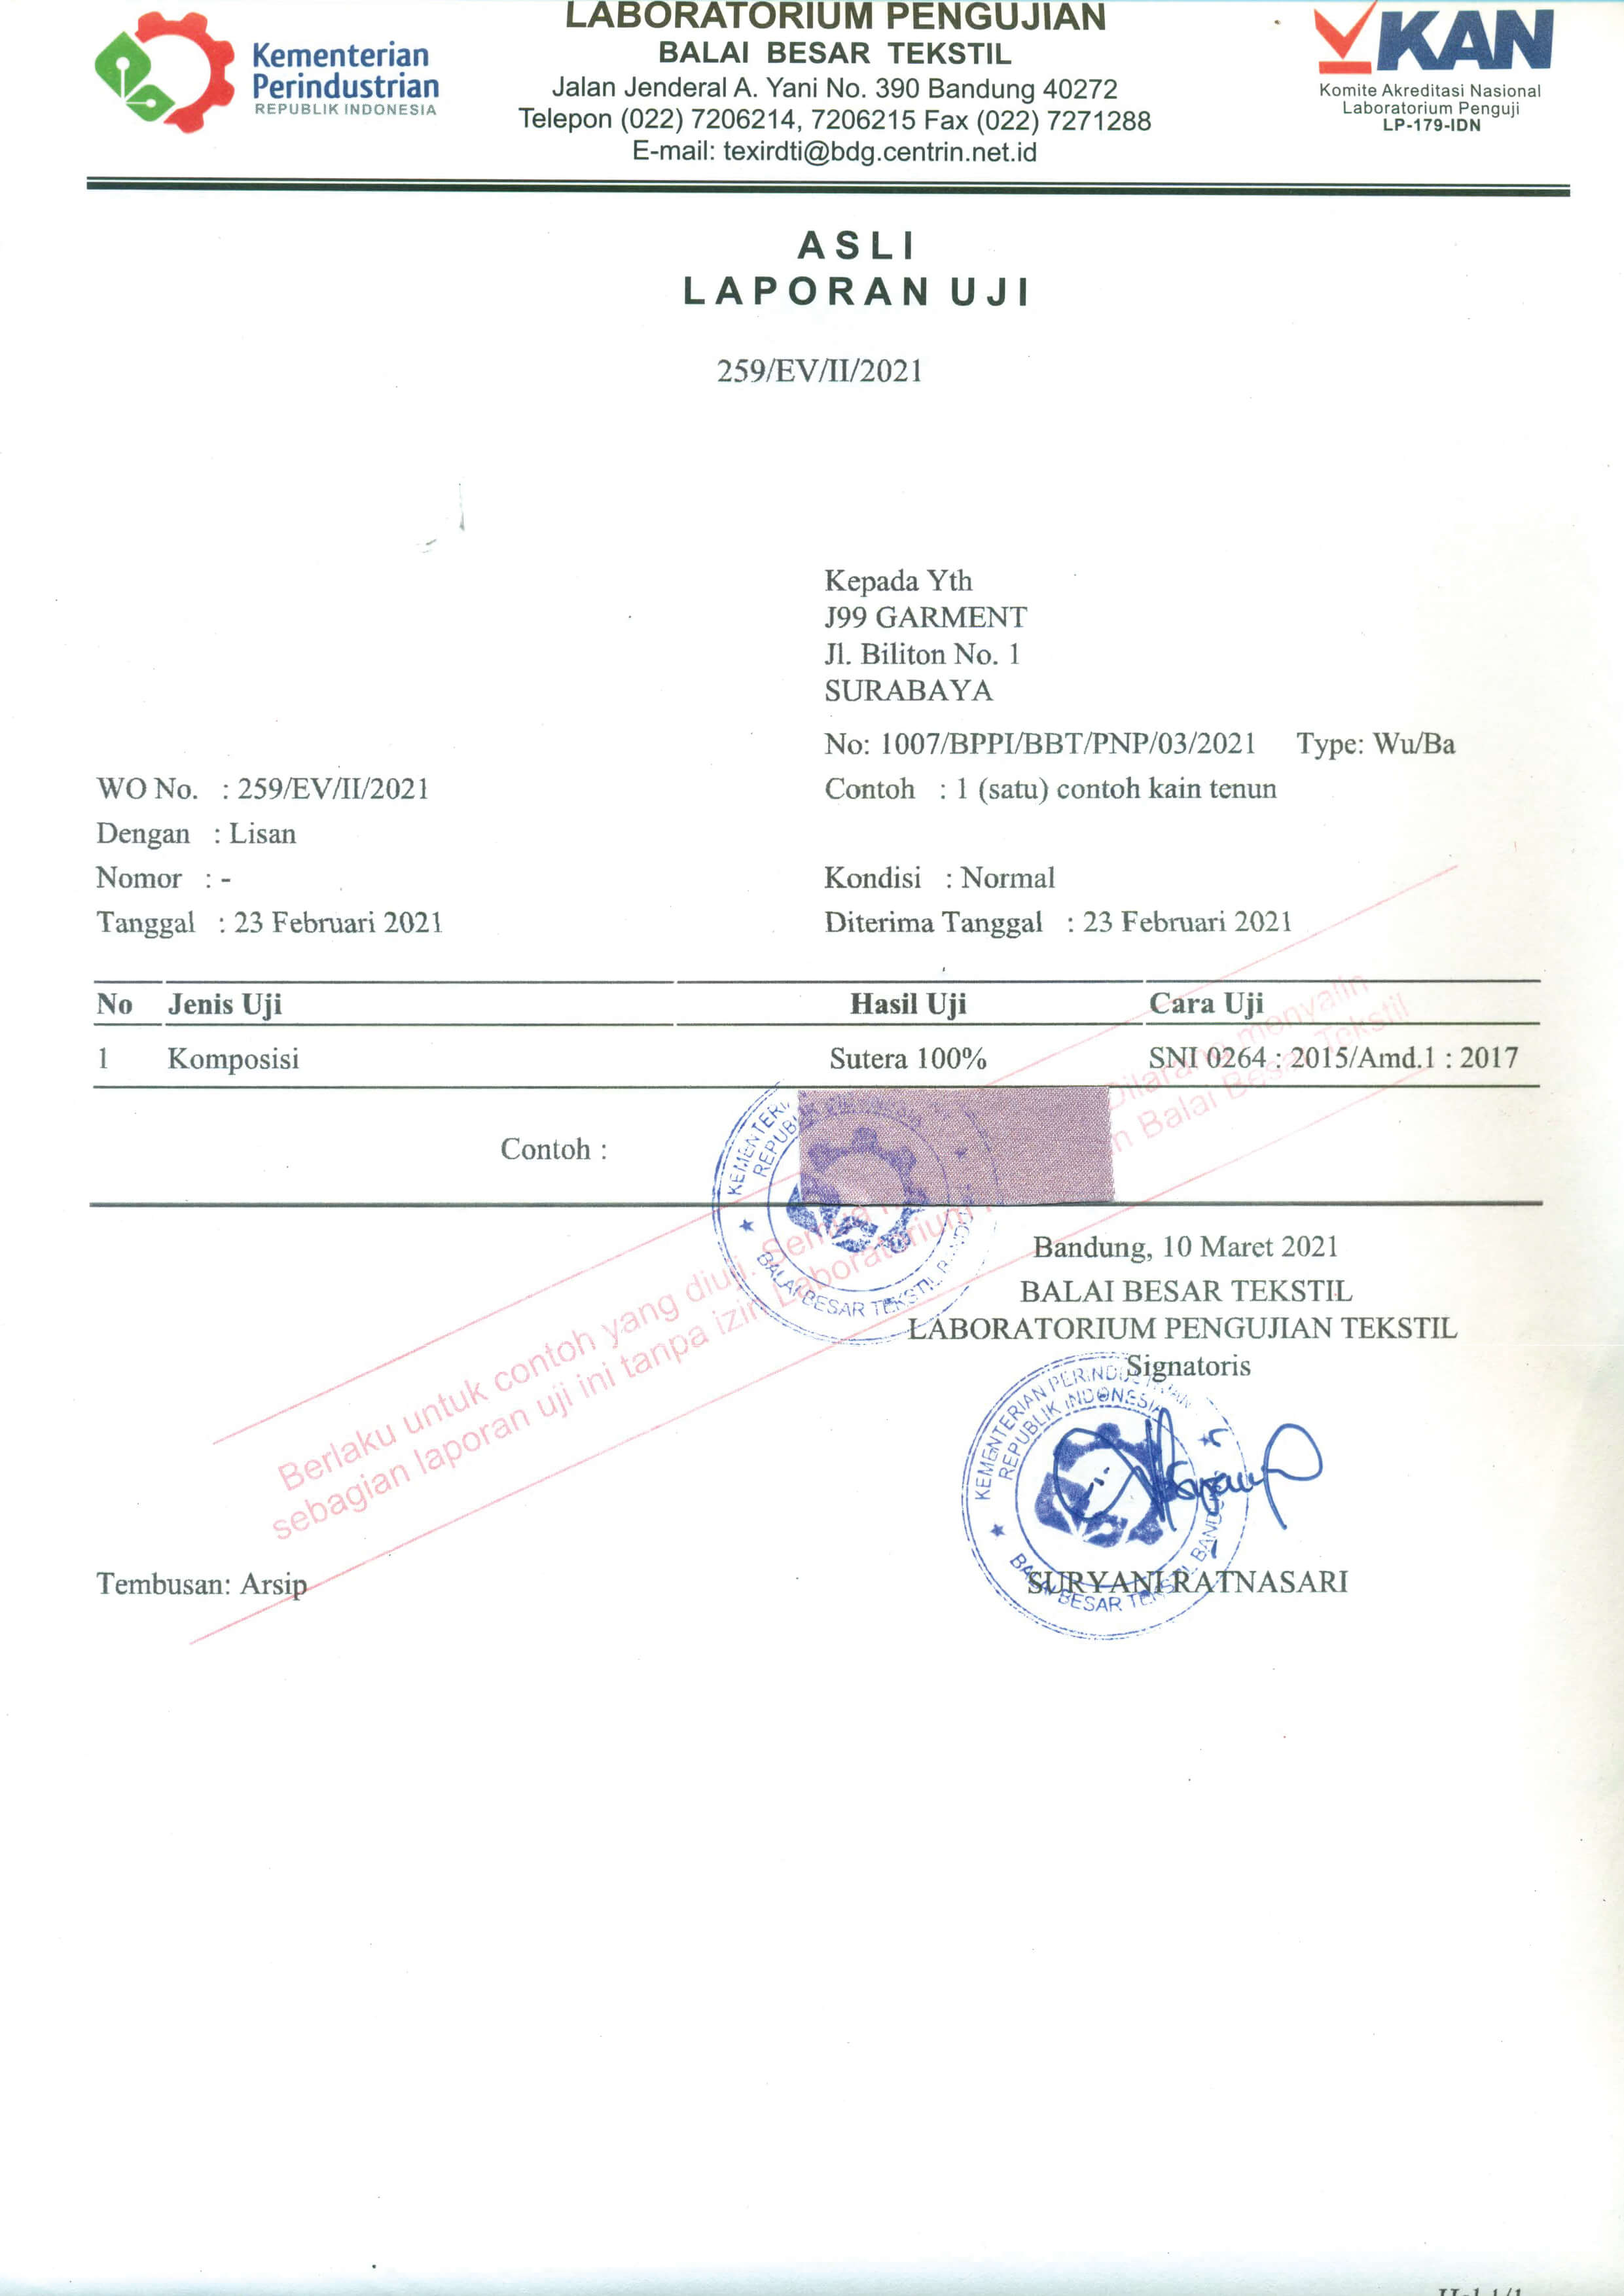 Kementerian
Perindustrian
REPUBLIK INDONESIA
LABORATORIUM PENGUJIAN
BALAI BESAR TEKSTIL
Jalan Jenderal A. Yani No. 390 Bandung 40272
Telepon (022) 7206214, 7206215 Fax (022) 7271288
E-mail: texirdti@bdg.centrin.net.id
KAN
Komite Akreditasi Nasional
Laboratorium Penguji
LP-179-IDN
ASLI
LAPORAN UJI
259/EV/II/2021
Kepada Yth
J99 GARMENT
Jl. Biliton No. 1
SURABAYA
No: 1007/BPPI/BBT/PNP/03/2021 Type: Wu/Ba
WO No. : 259/EV/II/2021 Contoh : 1 (satu) contoh kain tenun
Dengan : Lisan
Nomor : - Kondisi : Normal
Tanggal : 23 Februari 2021 Diterima Tanggal : 23 Februari 2021
No Jenis Uji Hasil Uji Cara Uji
1 Komposisi Sutera 100% SNI 0264 : 2015/Amd.1 : 2017
Contoh :
REPUBLIK
BALAI BESAR TEKSTIL
Berlaku untuk contoh yang diuji. Dilarang menyalin
sebagian laporan uji ini tanpa izin Laboratorium Balai Besar Tekstil
Bandung, 10 Maret 2021
BALAI BESAR TEKSTIL
LABORATORIUM PENGUJIAN TEKSTIL
Signatoris
KEMENTERIAN PERINDUSTRIAN
REPUBLIK INDONESIA
BALAI BESAR TEKSTIL BANDUNG
Tembusan: Arsip SURYANI RATNASARI